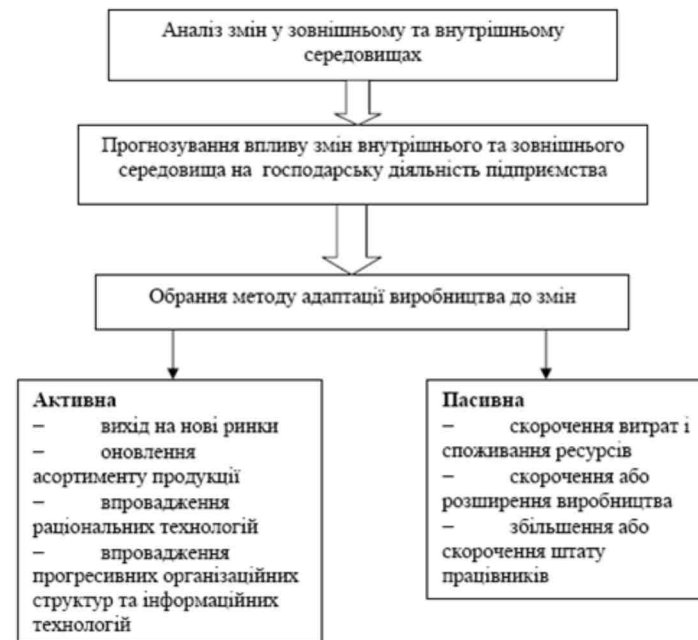 Аналіз змін у зовнішньому та внутрішньому
середовищах
Прогнозування впливу змін внутрішнього та зовнішнього
середовища на господарську діяльність підприємства
Обрання методу адаптації виробництва до змін
Активна
– вихід на нові ринки
– оновлення
асортименту продукції
– впровадження
раціональних технологій
– впровадження
прогресивних організаційних
структур та інформаційних
технологій
Пасивна
– скорочення витрат і
споживання ресурсів
– скорочення або
розширення виробництва
– збільшення або
скорочення штату
працівників